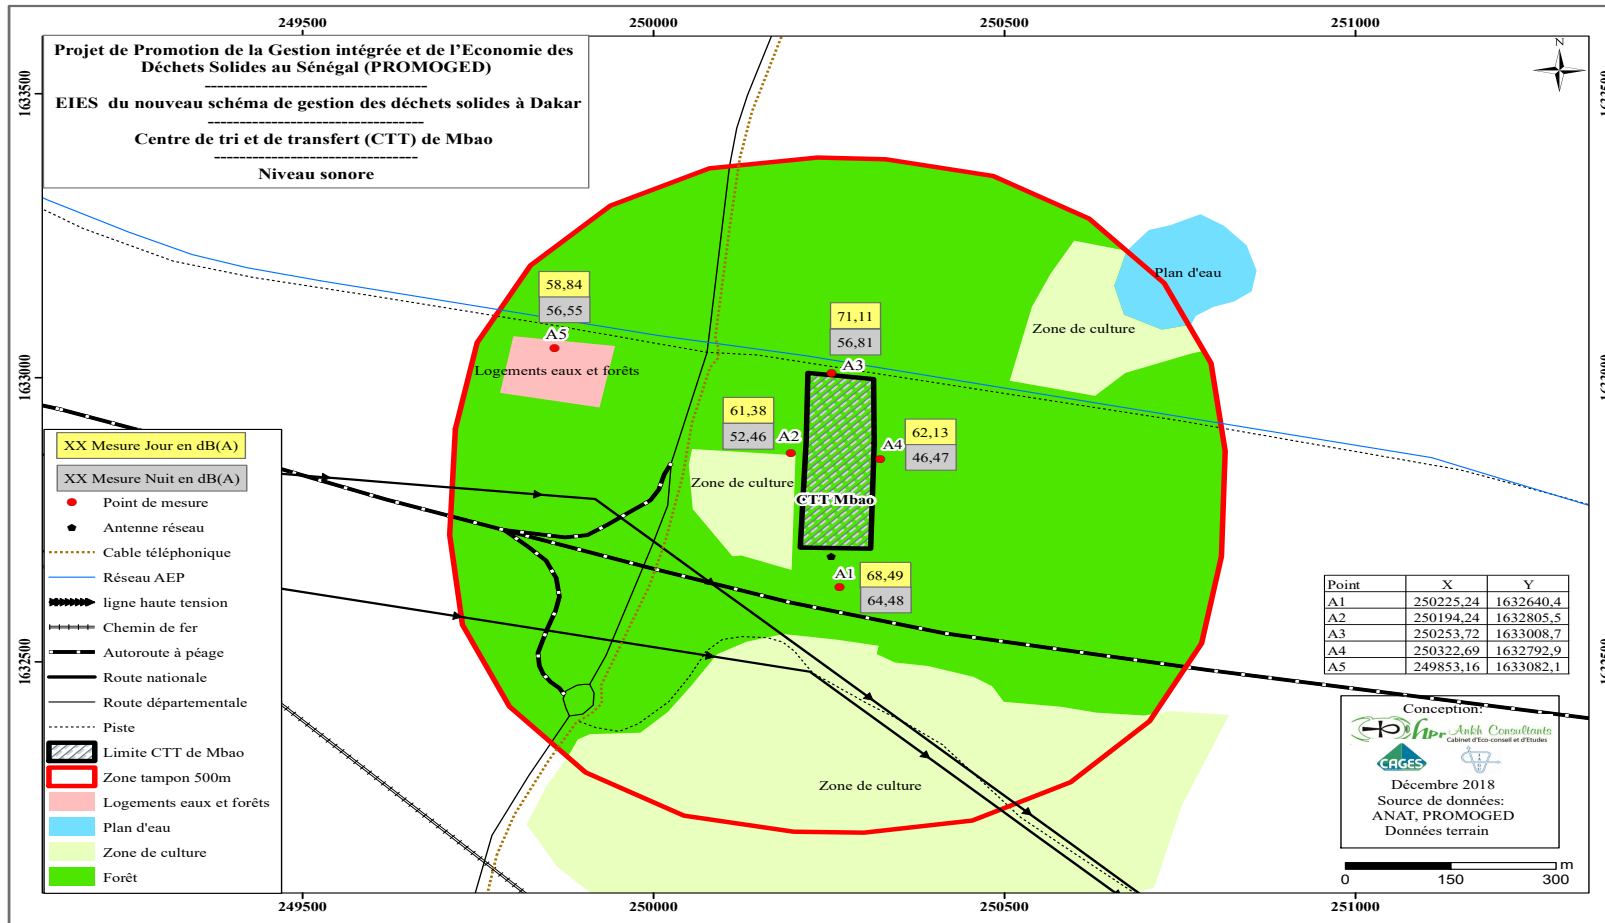 249500
250000
250500
251000
Projet de Promotion de la Gestion intégrée et de l'Economie des
Déchets Solides au Sénégal (PROMOGED)
----------------------------------
EIES du nouveau schéma de gestion des déchets solides à Dakar
---------------------------------
Centre de tri et de transfert (CTT) de Mbao
-------------------------------
Niveau sonore
N
1633500
1633500
1633000
1633000
1632500
1632500
Plan d'eau
Zone de culture
58,84
56,55
A5
Logements eaux et forêts
71,11
56,81
A3
61,38
52,46
A2
62,13
46,47
A4
Zone de culture
CTT Mbao
A1
68,49
64,48
Zone de culture
XX Mesure Jour en dB(A)
XX Mesure Nuit en dB(A)
Point de mesure
Antenne réseau
Cable téléphonique
Réseau AEP
ligne haute tension
Chemin de fer
Autoroute à péage
Route nationale
Route départementale
Piste
Limite CTT de Mbao
Zone tampon 500m
Logements eaux et forêts
Plan d'eau
Zone de culture
Forêt
Point X Y
A1 250225,24 1632640,4
A2 250194,24 1632805,5
A3 250253,72 1633008,7
A4 250322,69 1632792,9
A5 249853,16 1633082,1
Conception:
hpr Ankh Consultants
Cabinet d'Eco-conseil et d'Etudes
CAGES
Décembre 2018
Source de données:
ANAT, PROMOGED
Données terrain
m
0 150 300
249500
250000
250500
251000